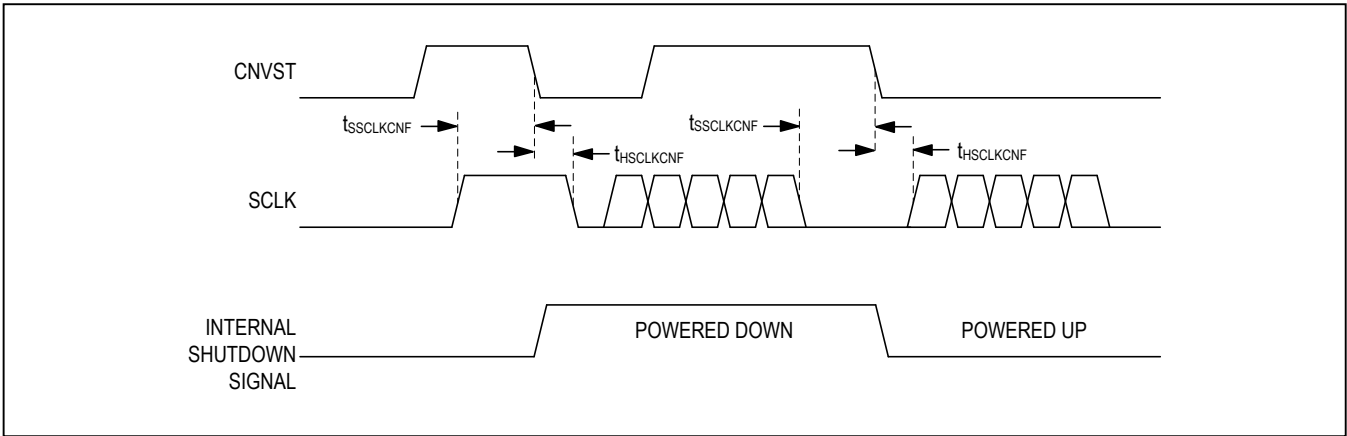 CNVST
tSSCLKCNF
tSSCLKCNF
tHSCLKCNF
tHSCLKCNF
SCLK
INTERNAL
SHUTDOWN
SIGNAL
POWERED DOWN
POWERED UP